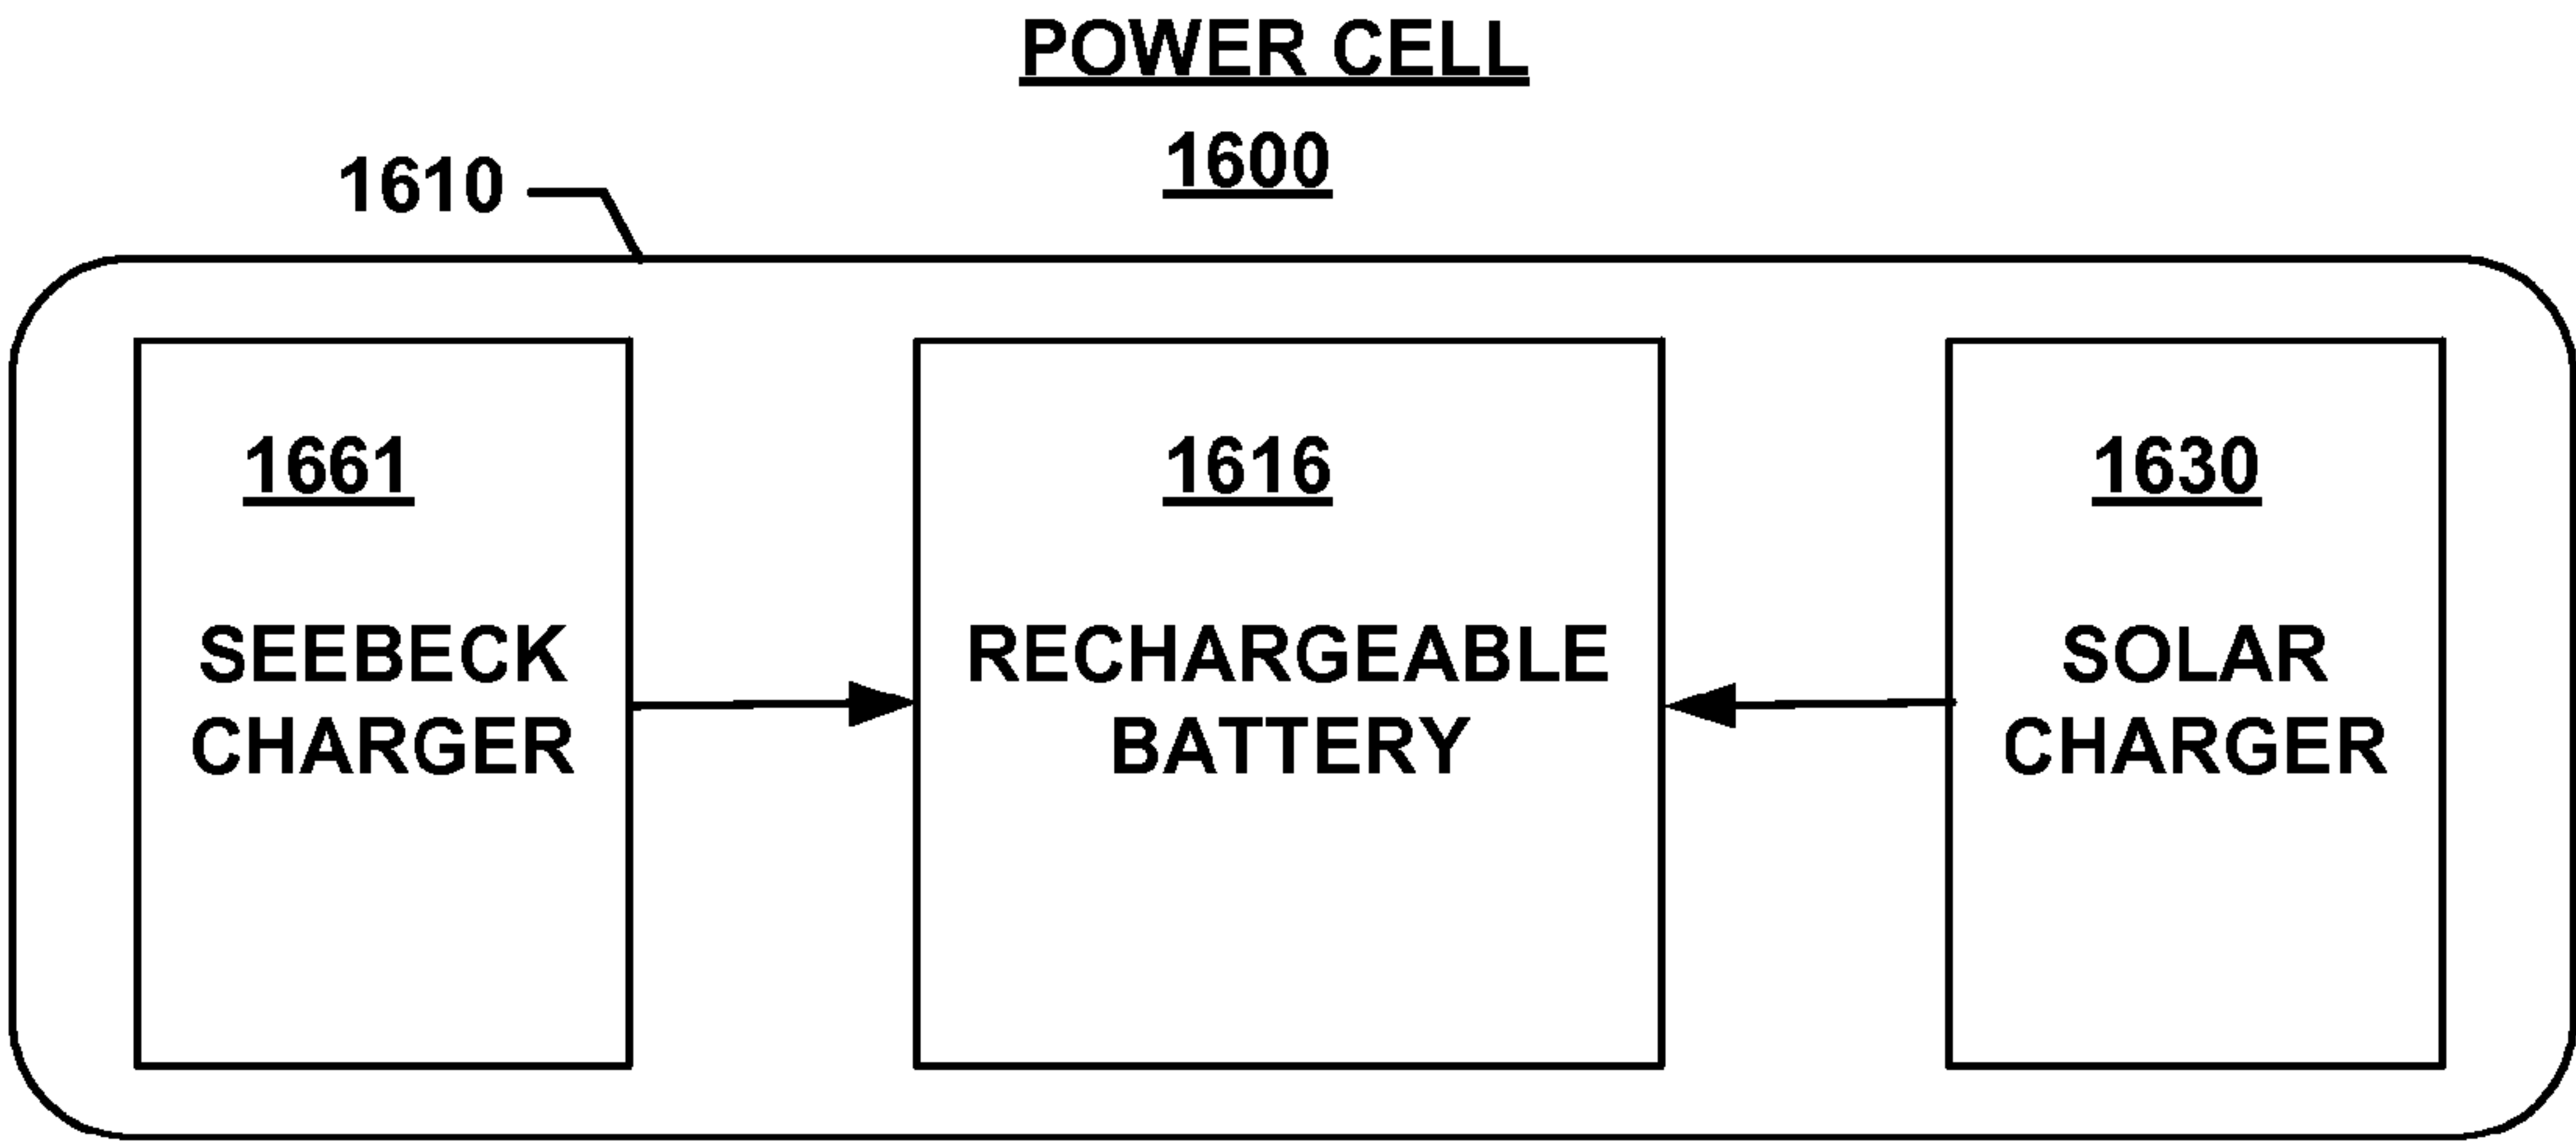 POWER CELL
1600
1610
1661
SEEBECK
CHARGER
1616
RECHARGEABLE
BATTERY
1630
SOLAR
CHARGER